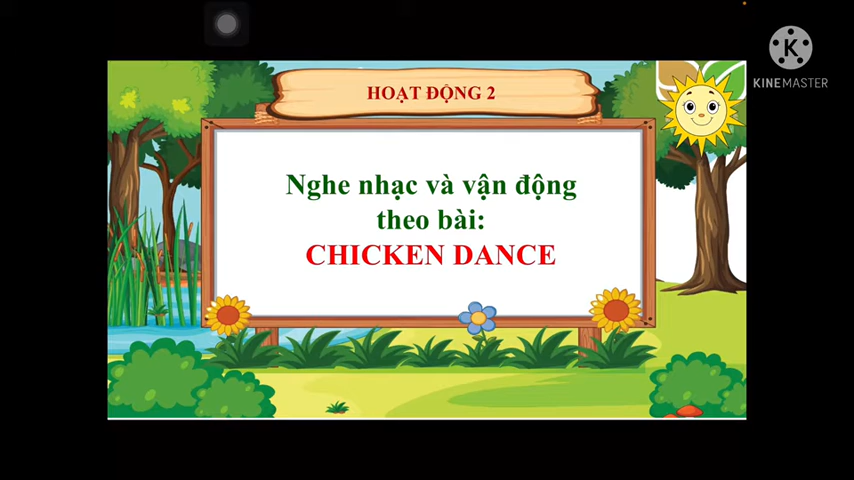 HOẠT ĐỘNG 2
KINEMASTER
Nghe nhạc và vận động
theo bài:
CHICKEN DANCE